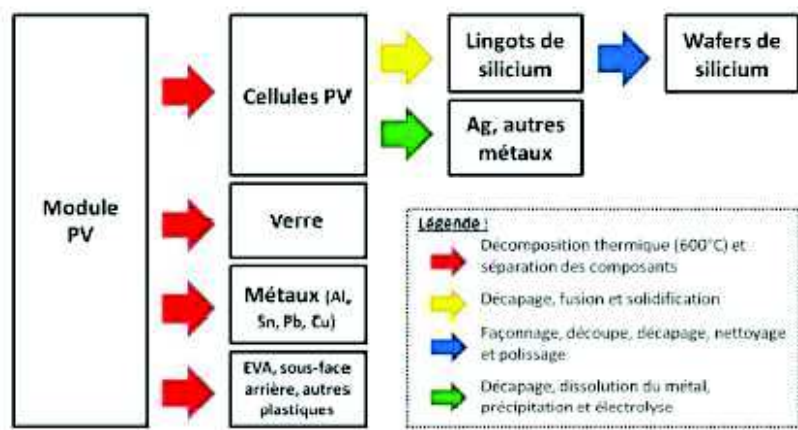 Module
PV
Cellules PV
Lingots de
silicium
Wafers de
silicium
Ag, autres
métaux
Verre
Métaux (Al,
Sn, Pb, Cu)
EVA, sous-face
arrière, autres
plastiques
Légende :
Décomposition thermique (600°C) et
séparation des composants
Décapage, fusion et solidification
Façonnage, découpe, décapage, nettoyage
et polissage
Décapage, dissolution du métal,
précipitation et électrolyse